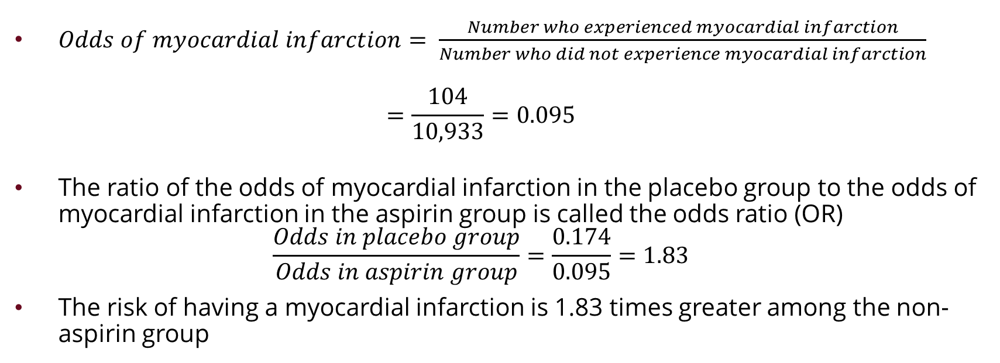 • Odds of myocardial infarction = Number who experienced myocardial infarction / Number who did not experience myocardial infarction
= 104 / 10,933 = 0.095
• The ratio of the odds of myocardial infarction in the placebo group to the odds of
myocardial infarction in the aspirin group is called the odds ratio (OR)
Odds in placebo group / Odds in aspirin group = 0.174 / 0.095 = 1.83
• The risk of having a myocardial infarction is 1.83 times greater among the non-
aspirin group